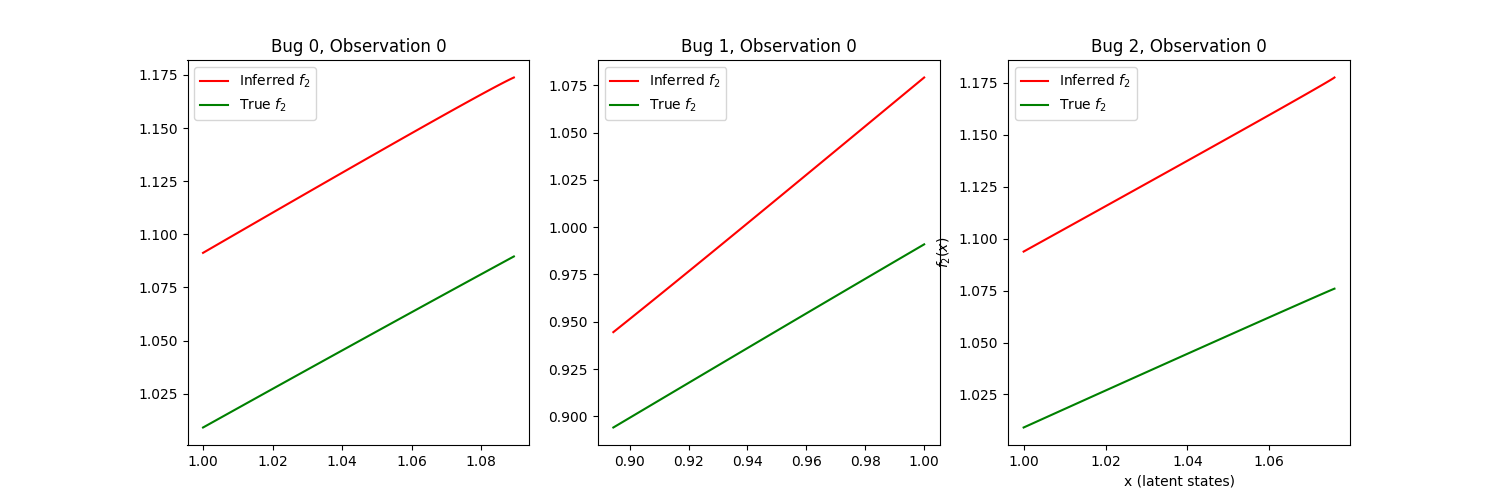 Bug 0, Observation 0
Inferred f₂
True f₂
1.175
1.150
1.125
1.100
1.075
1.050
1.025
1.00 1.02 1.04 1.06 1.08
Bug 1, Observation 0
Inferred f₂
True f₂
1.075
1.050
1.025
1.000
0.975
0.950
0.925
0.900
0.90 0.92 0.94 0.96 0.98 1.00
Bug 2, Observation 0
Inferred f₂
True f₂
f₂(x)
1.175
1.150
1.125
1.100
1.075
1.050
1.025
1.00 1.02 1.04 1.06
x (latent states)